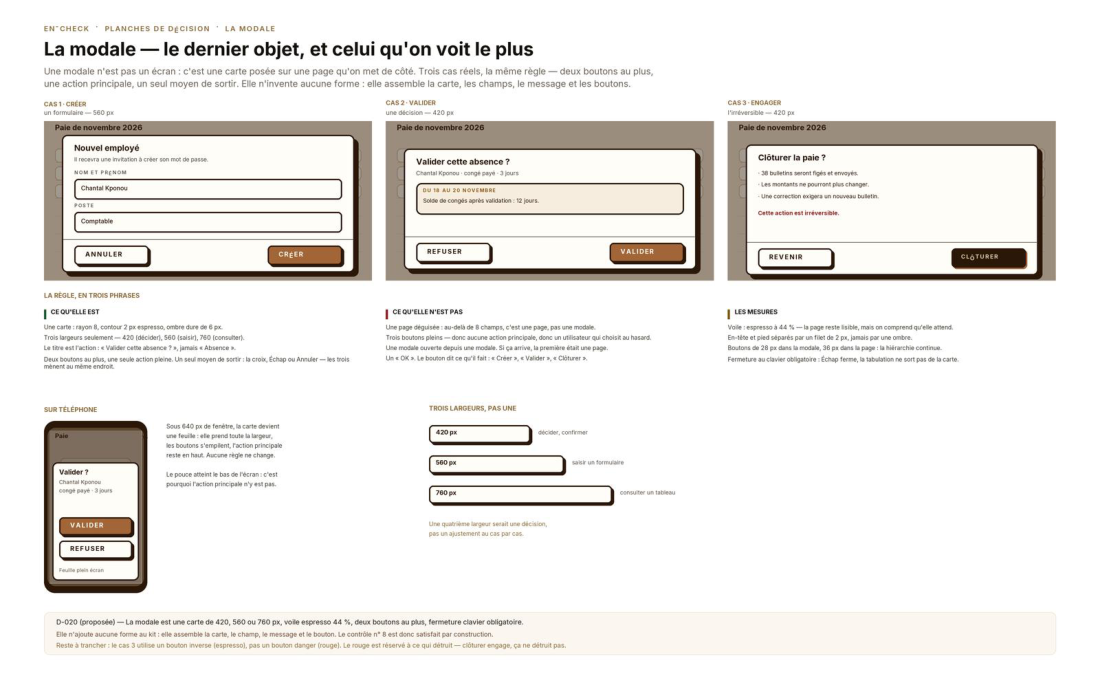 ENˇCHECK · PLANCHES DE DéCISION · LA MODALE
La modale — le dernier objet, et celui qu'on voit le plus
Une modale n'est pas un écran : c'est une carte posée sur une page qu'on met de côté. Trois cas réels, la même règle — deux boutons au plus,
une action principale, un seul moyen de sortir. Elle n'invente aucune forme : elle assemble la carte, les champs, le message et les boutons.
CAS 1 · CRÉER
un formulaire — 560 px
Paie de novembre 2026
Nouvel employé
Il recevra une invitation à créer son mot de passe.
NOM ET PRéNOM
Chantal Kponou
POSTE
Comptable
ANNULER
CRéER
CAS 2 · VALIDER
une décision — 420 px
Paie de novembre 2026
Valider cette absence ?
Chantal Kponou · congé payé · 3 jours
DU 18 AU 20 NOVEMBRE
Solde de congés après validation : 12 jours.
REFUSER
VALIDER
CAS 3 · ENGAGER
l'irréversible — 420 px
Paie de novembre 2026
Clôturer la paie ?
· 38 bulletins seront figés et envoyés.
· Les montants ne pourront plus changer.
· Une correction exigera un nouveau bulletin.
Cette action est irréversible.
REVENIR
CLôTURER
LA RÈGLE, EN TROIS PHRASES
CE QU'ELLE EST
Une carte : rayon 8, contour 2 px espresso, ombre dure de 6 px.
Trois largeurs seulement — 420 (décider), 560 (saisir), 760 (consulter).
Le titre est l'action : « Valider cette absence ? », jamais « Absence ».
Deux boutons au plus, une seule action pleine. Un seul moyen de sortir : la croix, Échap ou Annuler — les trois
mènent au même endroit.
CE QU'ELLE N'EST PAS
Une page déguisée : au-delà de 8 champs, c'est une page, pas une modale.
Trois boutons pleins — donc aucune action principale, donc un utilisateur qui choisit au hasard.
Une modale ouverte depuis une modale. Si ça arrive, la première était une page.
Un « OK ». Le bouton dit ce qu'il fait : « Créer », « Valider », « Clôturer ».
LES MESURES
Voile : espresso à 44 % — la page reste lisible, mais on comprend qu'elle attend.
En-tête et pied séparés par un filet de 2 px, jamais par une ombre.
Boutons de 28 px dans la modale, 36 px dans la page : la hiérarchie continue.
Fermeture au clavier obligatoire : Échap ferme, la tabulation ne sort pas de la carte.
SUR TÉLÉPHONE
Paie
Valider ?
Chantal Kponou
congé payé · 3 jours
VALIDER
REFUSER
Feuille plein écran
Sous 640 px de fenêtre, la carte devient
une feuille : elle prend toute la largeur,
les boutons s'empilent, l'action principale
reste en haut. Aucune règle ne change.
Le pouce atteint le bas de l'écran : c'est
pourquoi l'action principale n'y est pas.
TROIS LARGEURS, PAS UNE
420 px
décider, confirmer
560 px
saisir un formulaire
760 px
consulter un tableau
Une quatrième largeur serait une décision,
pas un ajustement au cas par cas.
D-020 (proposée) — La modale est une carte de 420, 560 ou 760 px, voile espresso 44 %, deux boutons au plus, fermeture clavier obligatoire.
Elle n'ajoute aucune forme au kit : elle assemble la carte, le champ, le message et le bouton. Le contrôle n° 8 est donc satisfait par construction.
Reste à trancher : le cas 3 utilise un bouton inverse (espresso), pas un bouton danger (rouge). Le rouge est réservé à ce qui détruit — clôturer engage, ça ne détruit pas.